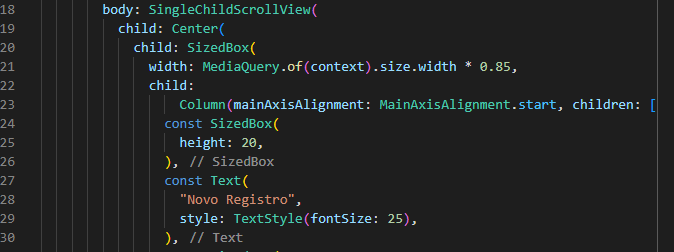 18 body: SingleChildScrollView(
19 child: Center(
20 child: SizedBox(
21 width: MediaQuery.of(context).size.width * 0.85,
22 child:
23 Column(mainAxisAlignment: MainAxisAlignment.start, children: [
24 const SizedBox(
25 height: 20,
26 ), // SizedBox
27 const Text(
28 "Novo Registro",
29 style: TextStyle(fontSize: 25),
30 ), // Text